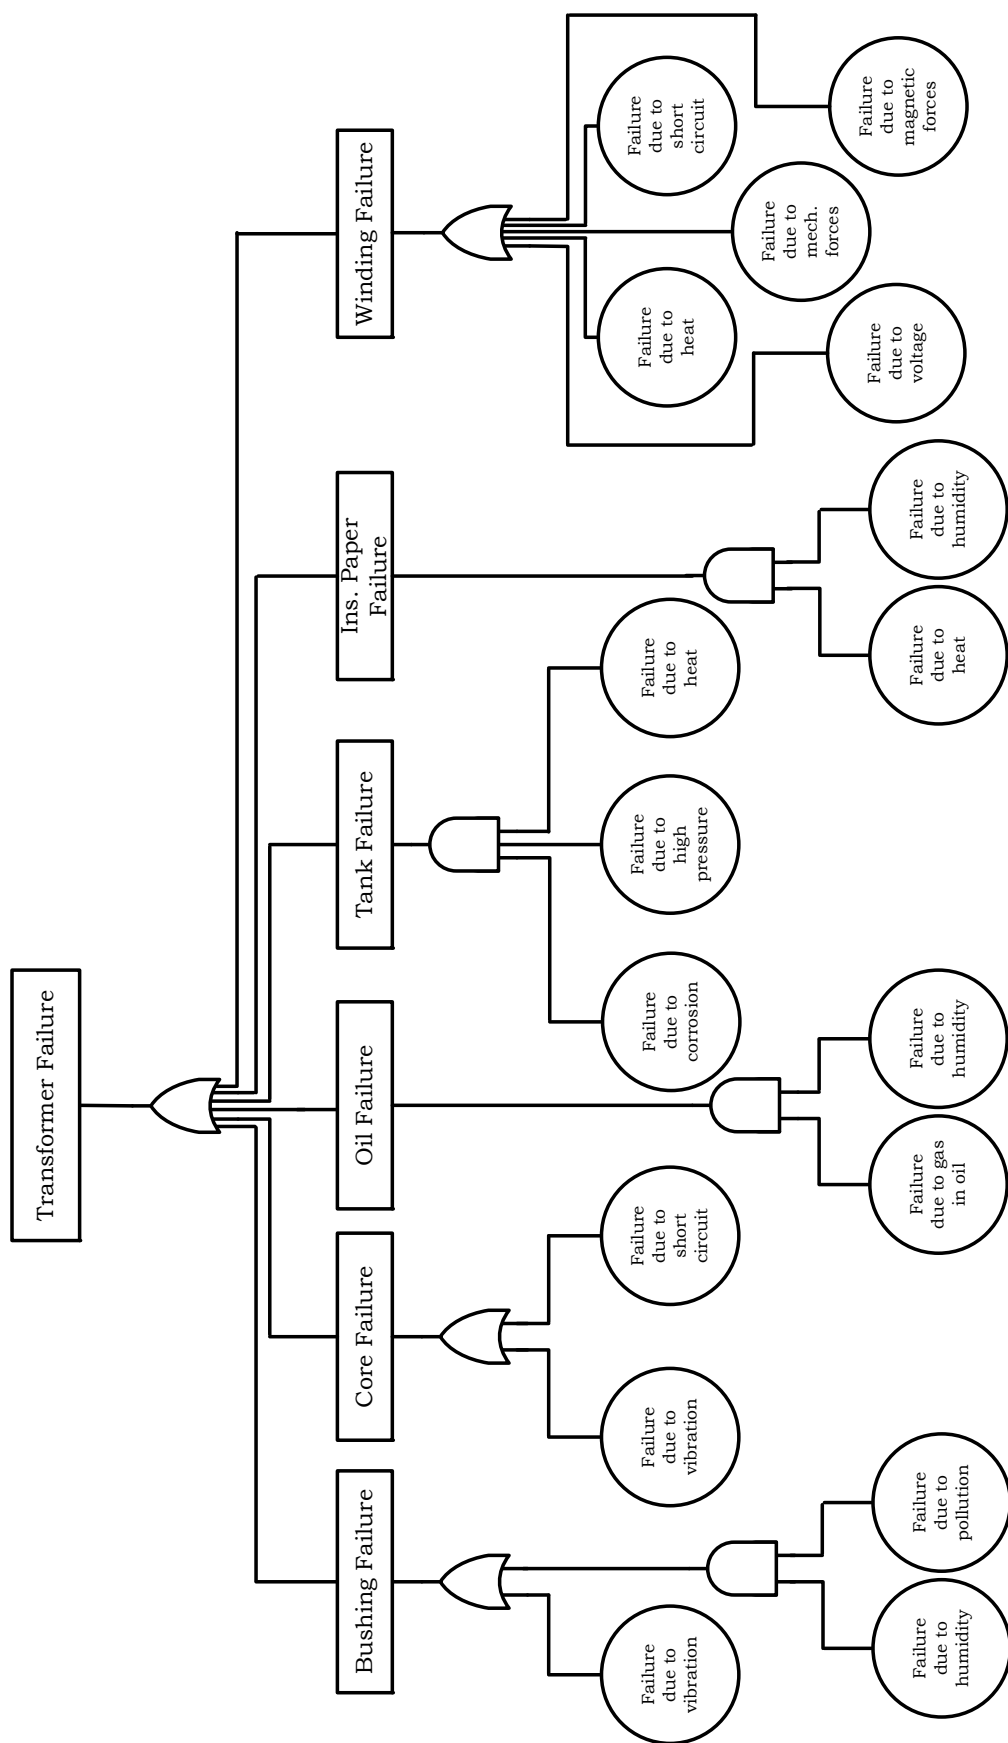 Transformer Failure
Bushing Failure
Core Failure
Oil Failure
Tank Failure
Ins. Paper
Failure
Winding Failure
Failure
due to
vibration
Failure
due to
humidity
Failure
due to
pollution
Failure
due to
vibration
Failure
due to
short
circuit
Failure
due to gas
in oil
Failure
due to
humidity
Failure
due to
corrosion
Failure
due to
high
pressure
Failure
due to
heat
Failure
due to
heat
Failure
due to
humidity
Failure
due to
voltage
Failure
due to
heat
Failure
due to
mech.
forces
Failure
due to
short
circuit
Failure
due to
magnetic
forces